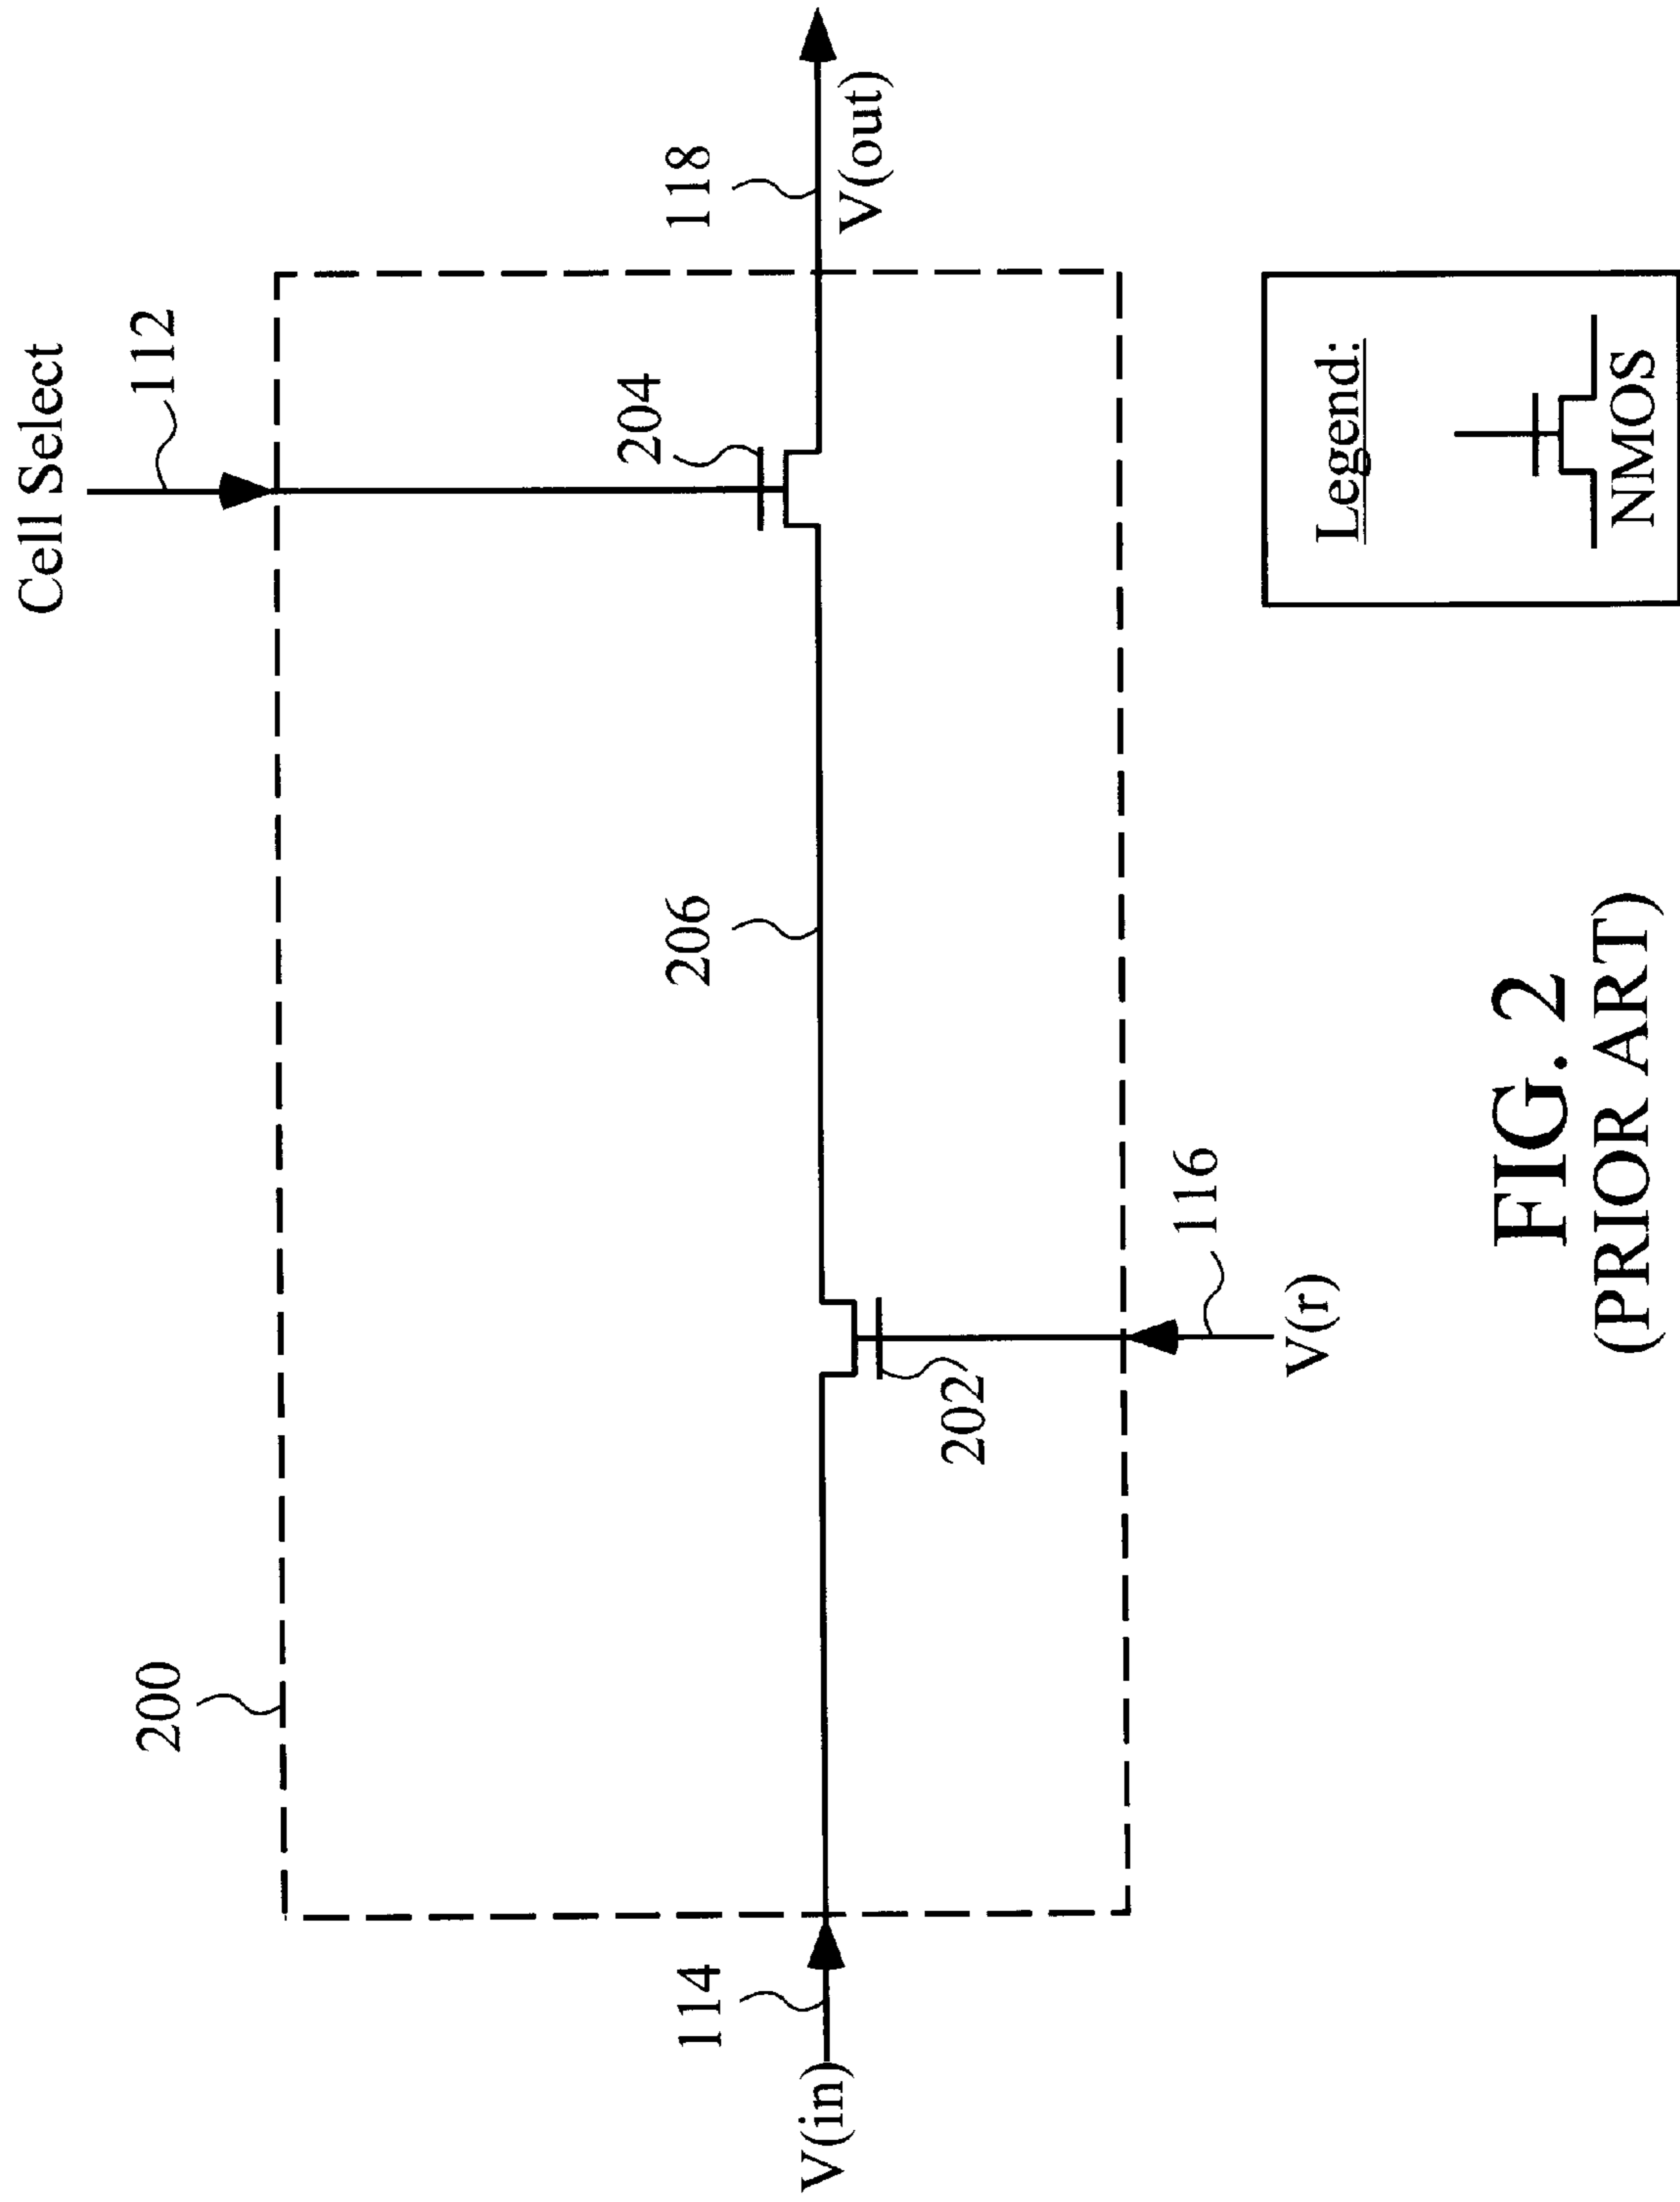 Cell Select
112
200
204
118
206
114
V(in)
V(out)
202
116
V(r)
Legend:
NMOS
FIG. 2
(PRIOR ART)